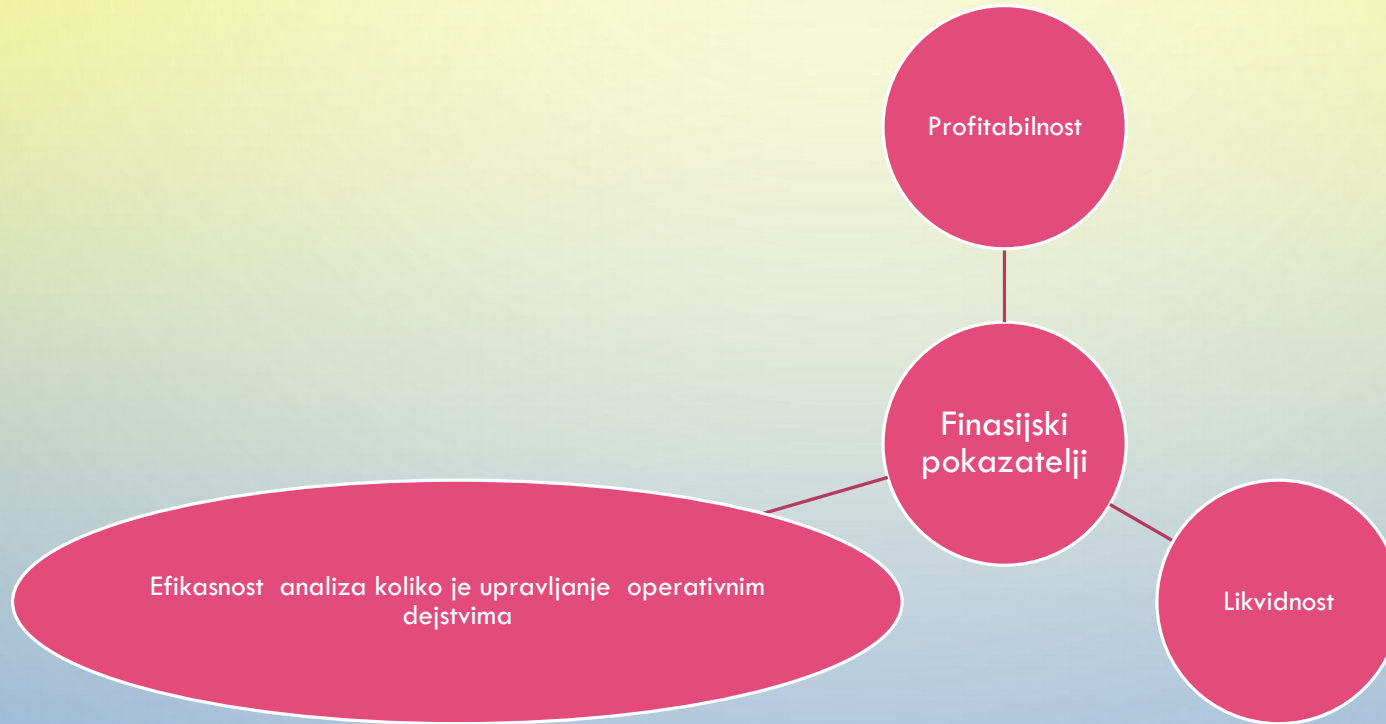 Profitabilnost
Finasijski
pokazatelji
Efikasnost  analiza koliko je upravljanje  operativnim
dejstvima
Likvidnost